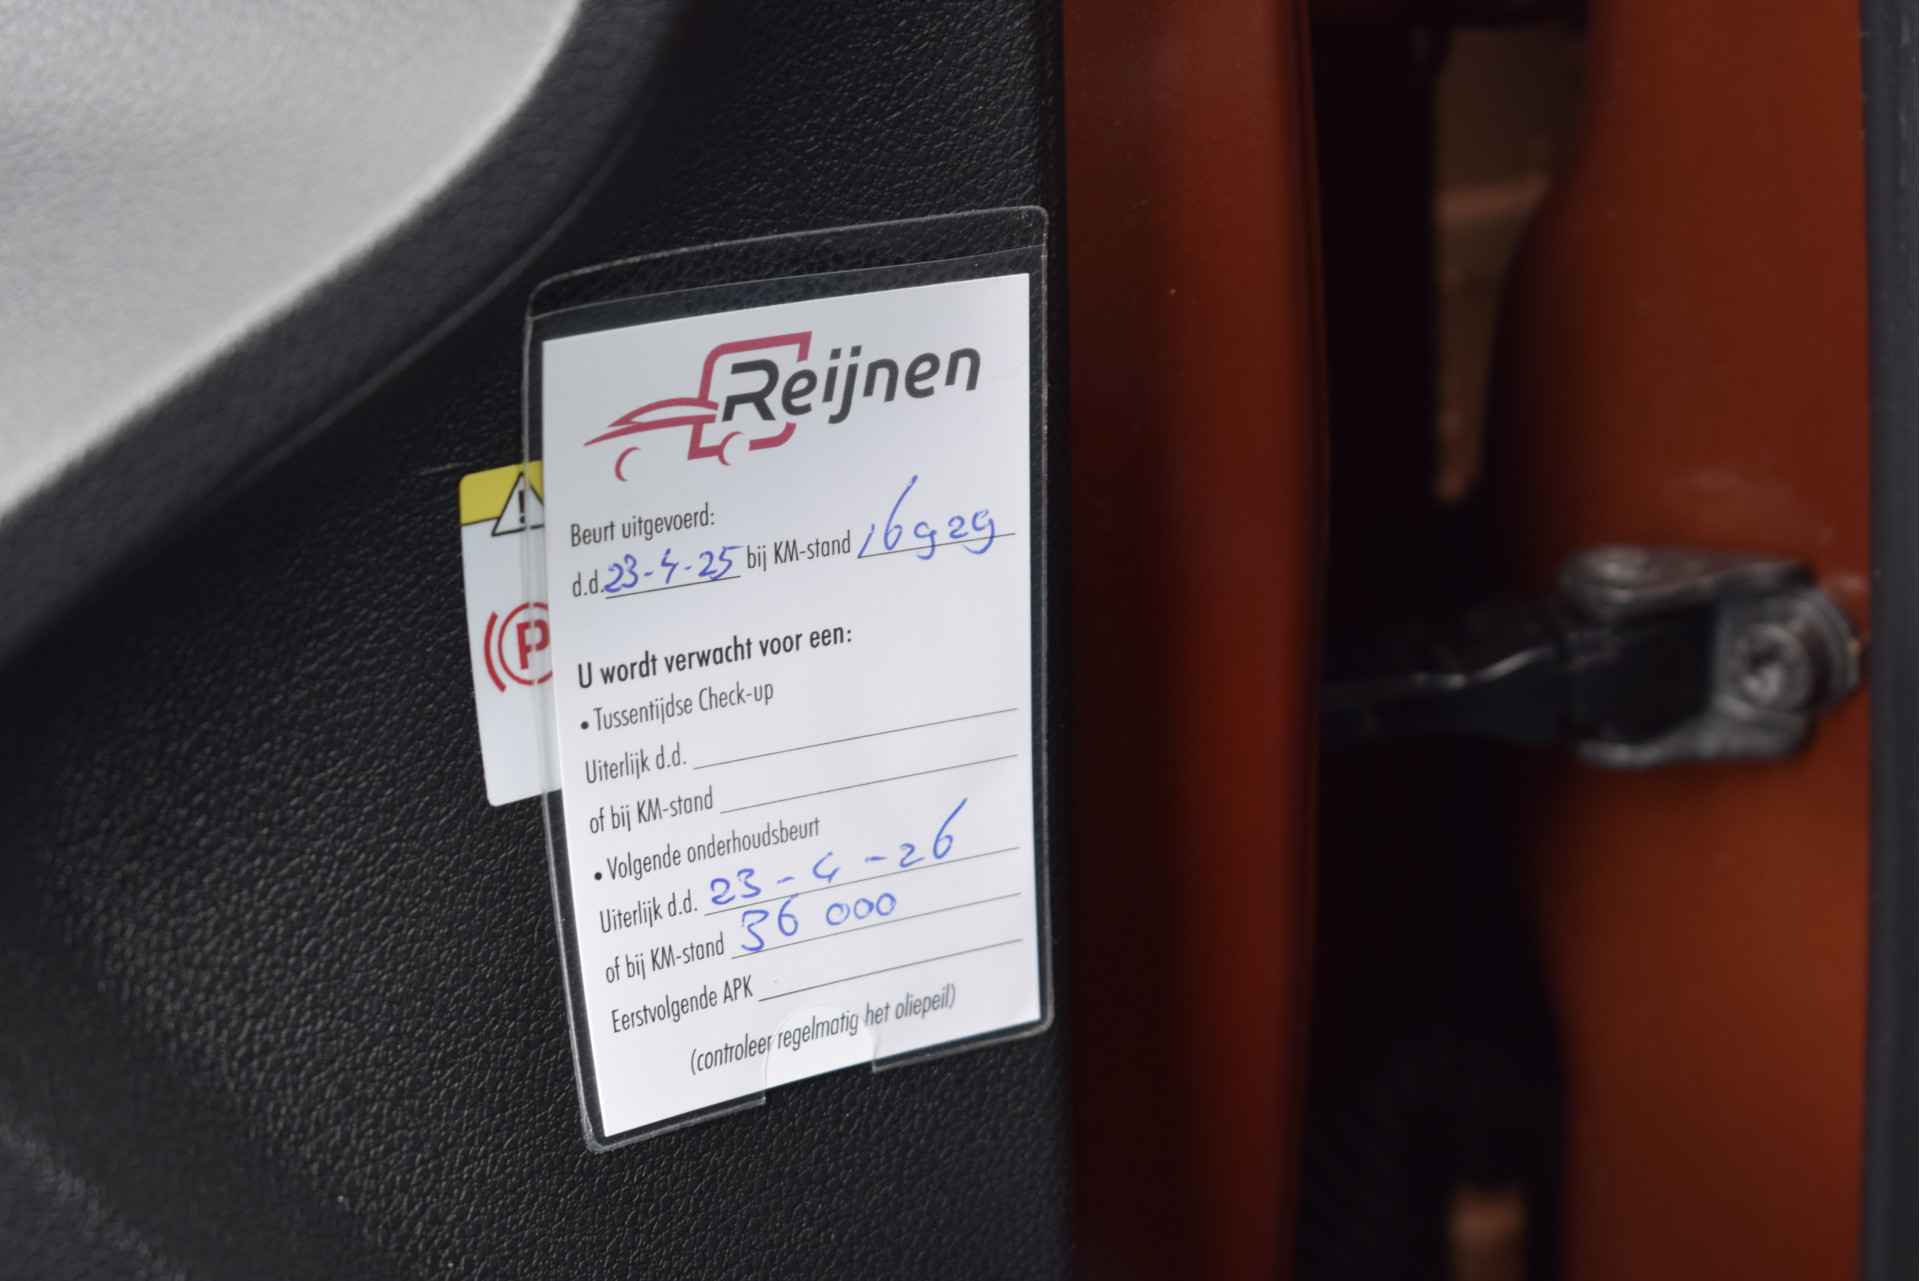 Reijnen
Beurt uitgevoerd:
d.d. 23-4-25 bij KM-stand 16929
U wordt verwacht voor een:
• Tussentijdse Check-up
Uiterlijk d.d.
of bij KM-stand
• Volgende onderhoudsbeurt
Uiterlijk d.d. 23-4-26
of bij KM-stand 36 000
Eerstvolgende APK
(controleer regelmatig het oliepeil)
P